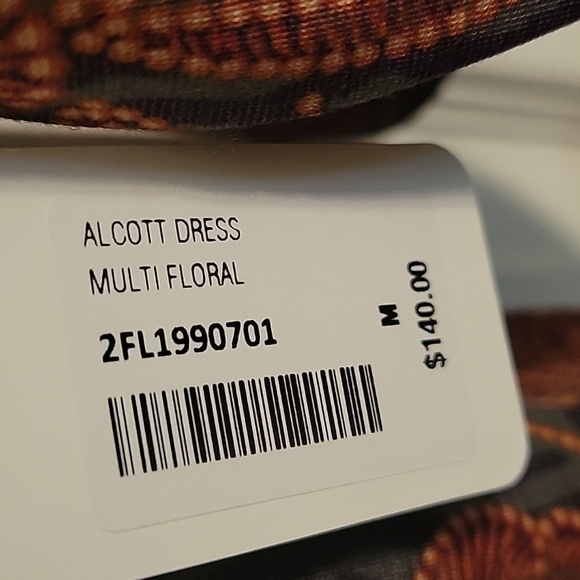 ALCOTT DRESS
MULTI FLORAL
2FL1990701
M
$140.00